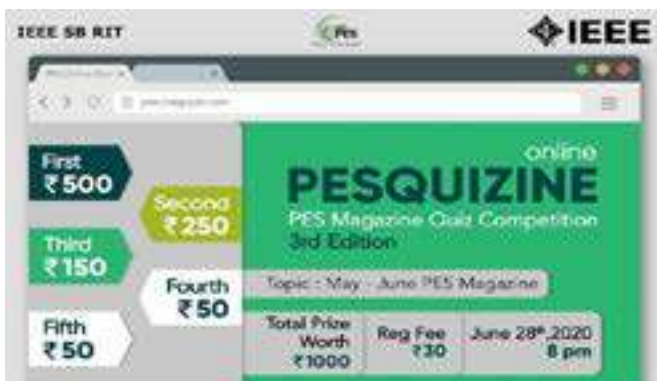 IEEE SB RIT
Pes
IEEE
First
₹500
Second
₹250
Third
₹150
Fourth
₹50
Fifth
₹50
online
PESQUIZINE
PES Magazine Quiz Competition
3rd Edition
Topic : May - June PES Magazine
Total Prize
Worth
₹1000
Reg Fee
₹30
June 28th,2020
8 pm